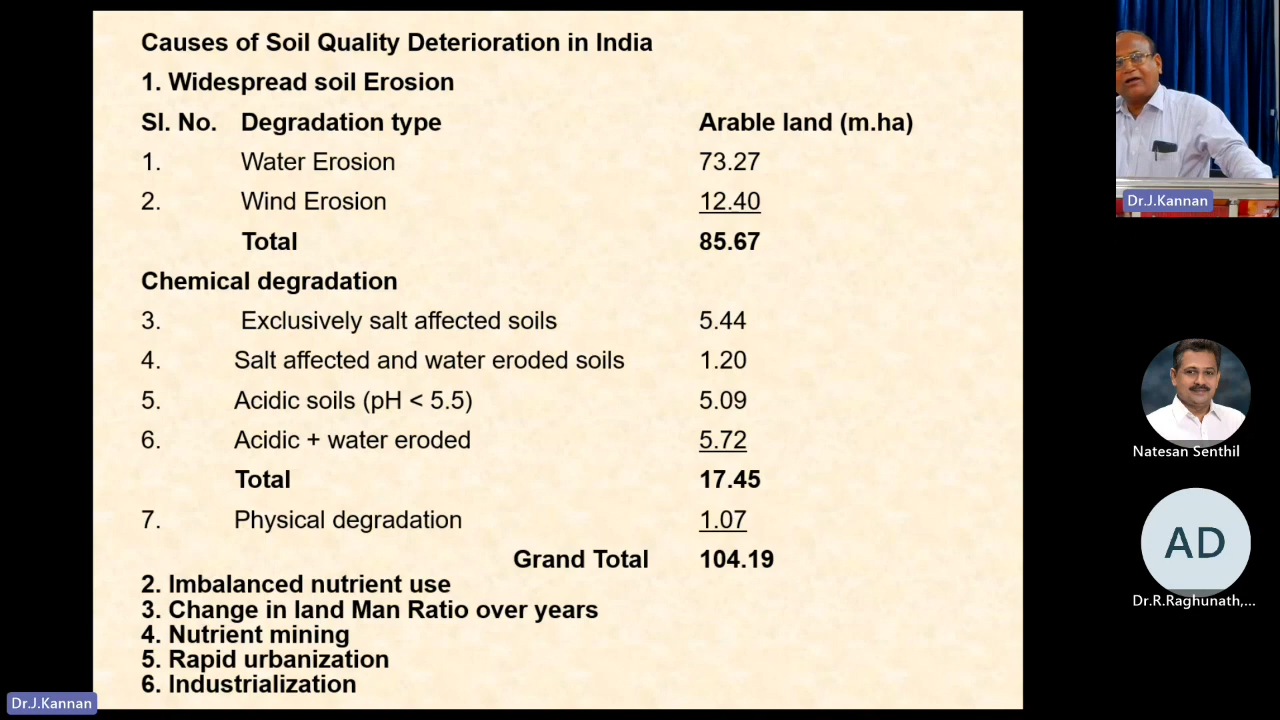 Causes of Soil Quality Deterioration in India
1. Widespread soil Erosion
Sl. No. Degradation type Arable land (m.ha)
1. Water Erosion 73.27
2. Wind Erosion 12.40
Total 85.67
Chemical degradation
3. Exclusively salt affected soils 5.44
4. Salt affected and water eroded soils 1.20
5. Acidic soils (pH < 5.5) 5.09
6. Acidic + water eroded 5.72
Total 17.45
7. Physical degradation 1.07
Grand Total 104.19
2. Imbalanced nutrient use
3. Change in land Man Ratio over years
4. Nutrient mining
5. Rapid urbanization
6. Industrialization
Dr.J.Kannan
Dr.J.Kannan
Natesan Senthil
AD
Dr.R.Raghunath,...